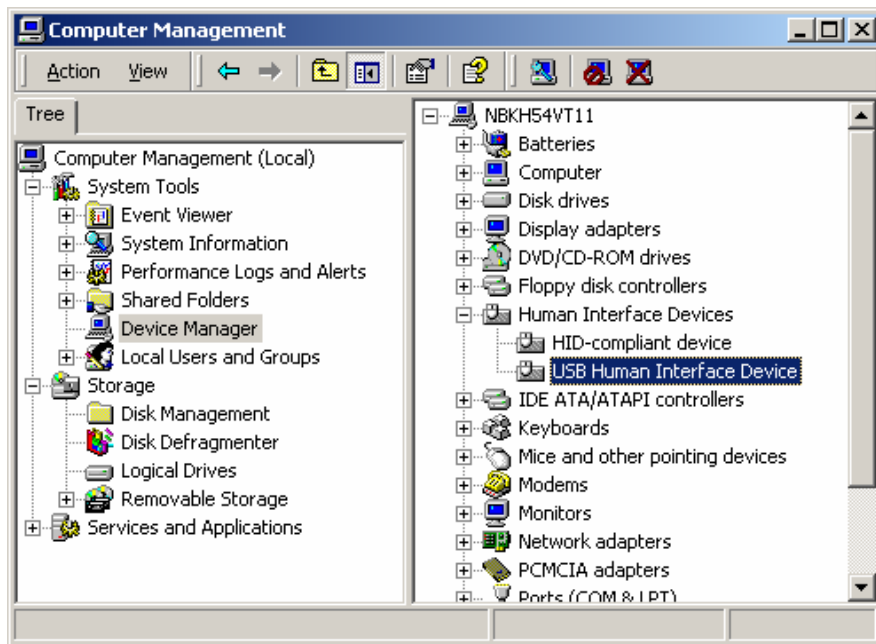 Computer Management
Action View
Tree
Computer Management (Local)
System Tools
Event Viewer
System Information
Performance Logs and Alerts
Shared Folders
Device Manager
Local Users and Groups
Storage
Disk Management
Disk Defragmenter
Logical Drives
Removable Storage
Services and Applications
NBKH54VT11
Batteries
Computer
Disk drives
Display adapters
DVD/CD-ROM drives
Floppy disk controllers
Human Interface Devices
HID-compliant device
USB Human Interface Device
IDE ATA/ATAPI controllers
Keyboards
Mice and other pointing devices
Modems
Monitors
Network adapters
PCMCIA adapters
Ports (COM & LPT)